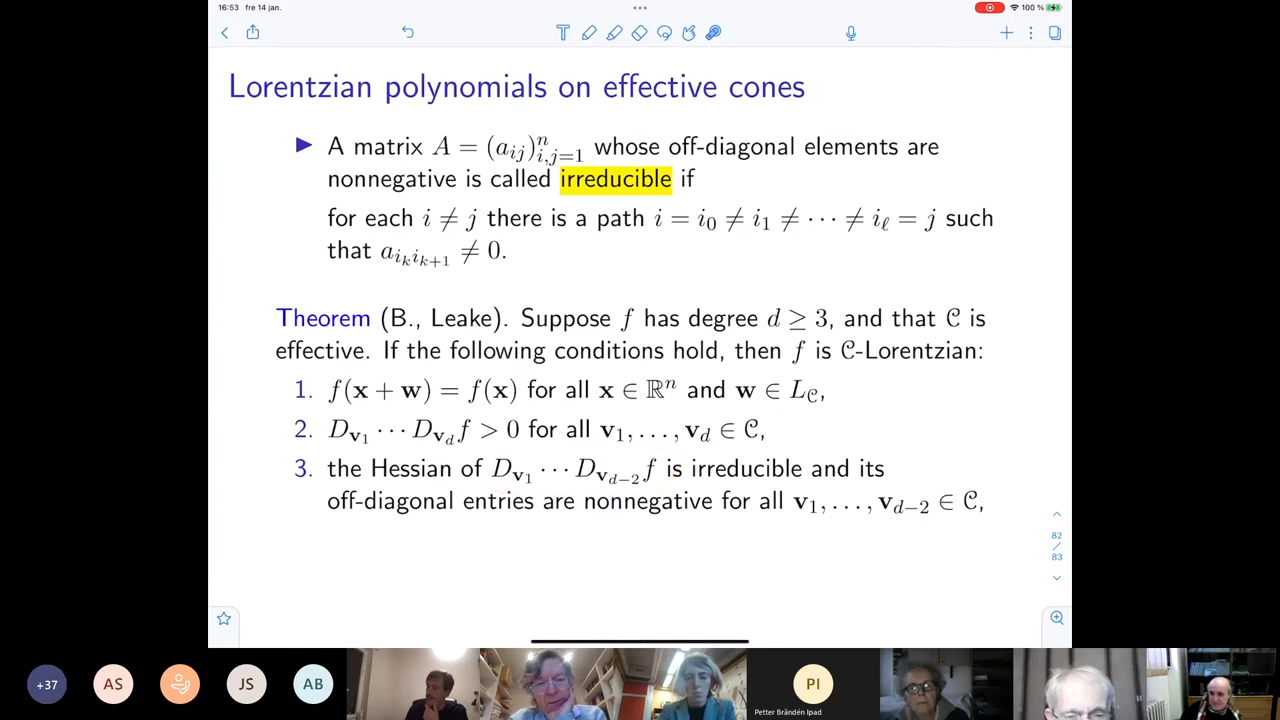 16:53 fre 14 jan.
100 %
Lorentzian polynomials on effective cones
▶ A matrix A = (a_{ij})^n_{i,j=1} whose off-diagonal elements are
nonnegative is called irreducible if
for each i ≠ j there is a path i = i_0 ≠ i_1 ≠ ⋯ ≠ i_ℓ = j such
that a_{i_k i_{k+1}} ≠ 0.
Theorem (B., Leake). Suppose f has degree d ≥ 3, and that 𝒞 is
effective. If the following conditions hold, then f is 𝒞-Lorentzian:
1. f(x + w) = f(x) for all x ∈ ℝ^n and w ∈ L_𝒞,
2. D_{v_1} ⋯ D_{v_d} f > 0 for all v_1, …, v_d ∈ 𝒞,
3. the Hessian of D_{v_1} ⋯ D_{v_{d−2}} f is irreducible and its
off-diagonal entries are nonnegative for all v_1, …, v_{d−2} ∈ 𝒞,
82
/
83
+37
AS
JS
AB
PI
Petter Brändén Ipad